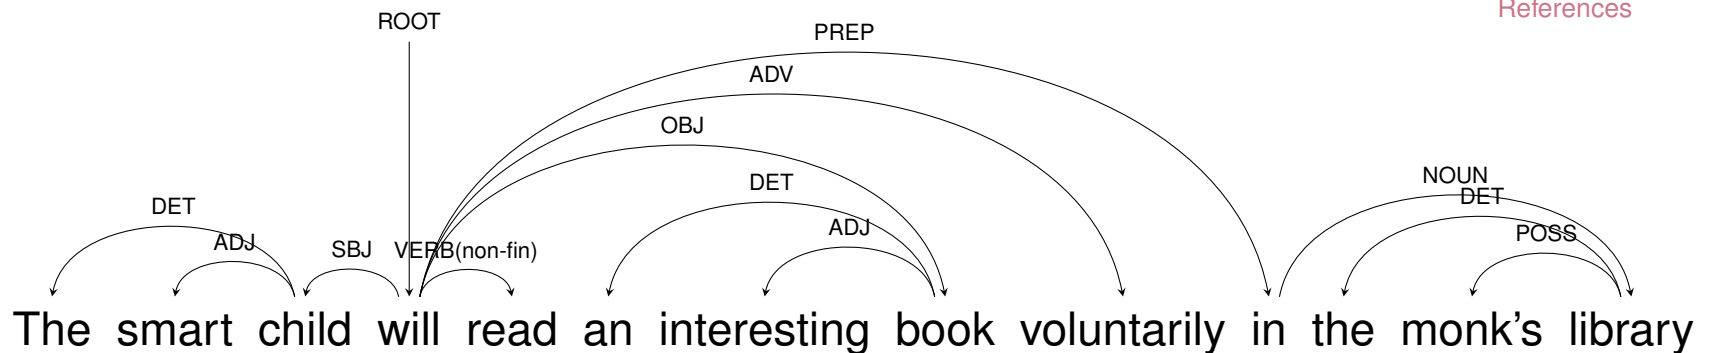 References
ROOT
PREP
ADV
OBJ
NOUN
DET DET
DET
ADJ
ADJ
POSS
SBJ VERB(non-fin)
The smart child will read an interesting book voluntarily in the monk's library